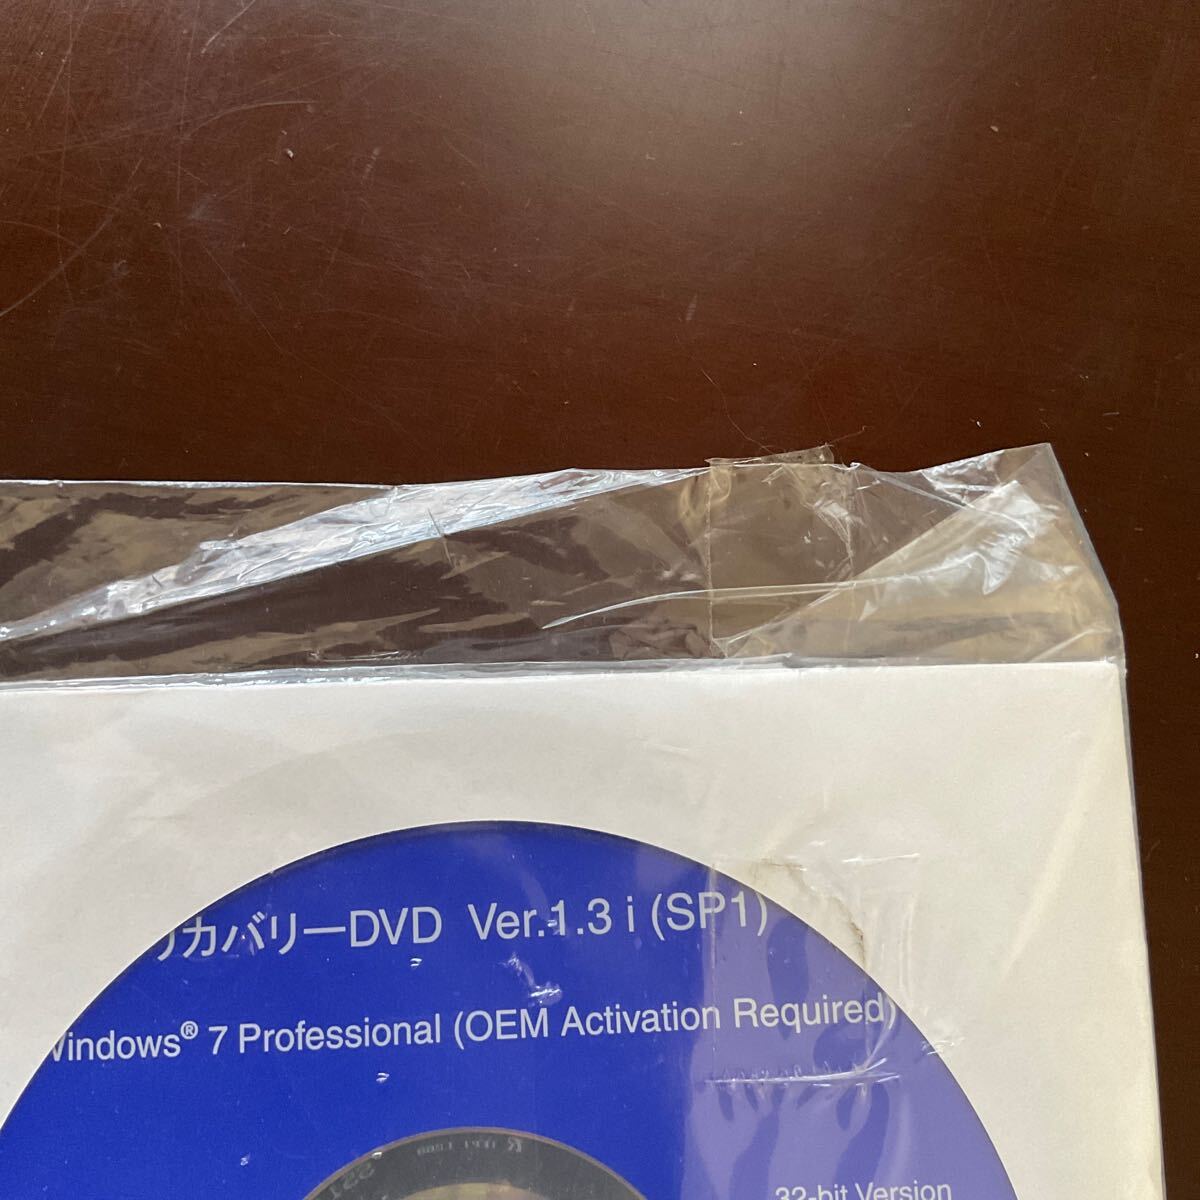 リカバリーDVD Ver.1.3 i (SP1)
Windows® 7 Professional (OEM Activation Required)
32-bit Version